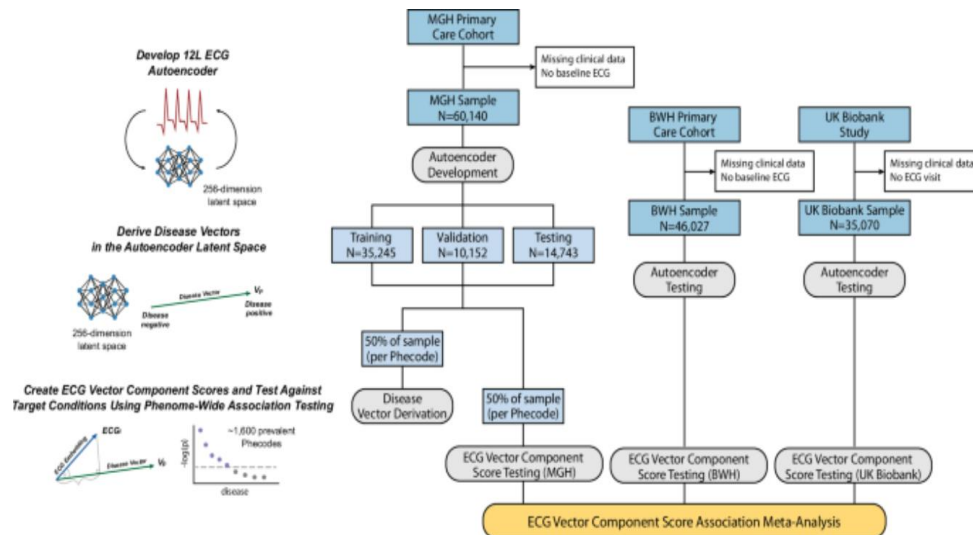 Develop 12L ECG
Autoencoder
256-dimension
latent space
Derive Disease Vectors
in the Autoencoder Latent Space
Disease Vector
Disease
negative
Disease
positive
256-dimension
latent space
Create ECG Vector Component Scores and Test Against
Target Conditions Using Phenome-Wide Association Testing
ECG Embedding
Disease Vector
-log(p)
~1,600 prevalent
Phecodes
disease
MGH Primary
Care Cohort
Missing clinical data
No baseline ECG
MGH Sample
N=60,140
Autoencoder
Development
Training
N=35,245
Validation
N=10,152
Testing
N=14,743
50% of sample
(per Phecode)
Disease
Vector Derivation
50% of sample
(per Phecode)
ECG Vector Component
Score Testing (MGH)
BWH Primary
Care Cohort
Missing clinical data
No baseline ECG
BWH Sample
N=46,027
Autoencoder
Testing
ECG Vector Component
Score Testing (BWH)
UK Biobank
Study
Missing clinical data
No ECG visit
UK Biobank Sample
N=35,070
Autoencoder
Testing
ECG Vector Component
Score Testing (UK Biobank)
ECG Vector Component Score Association Meta-Analysis